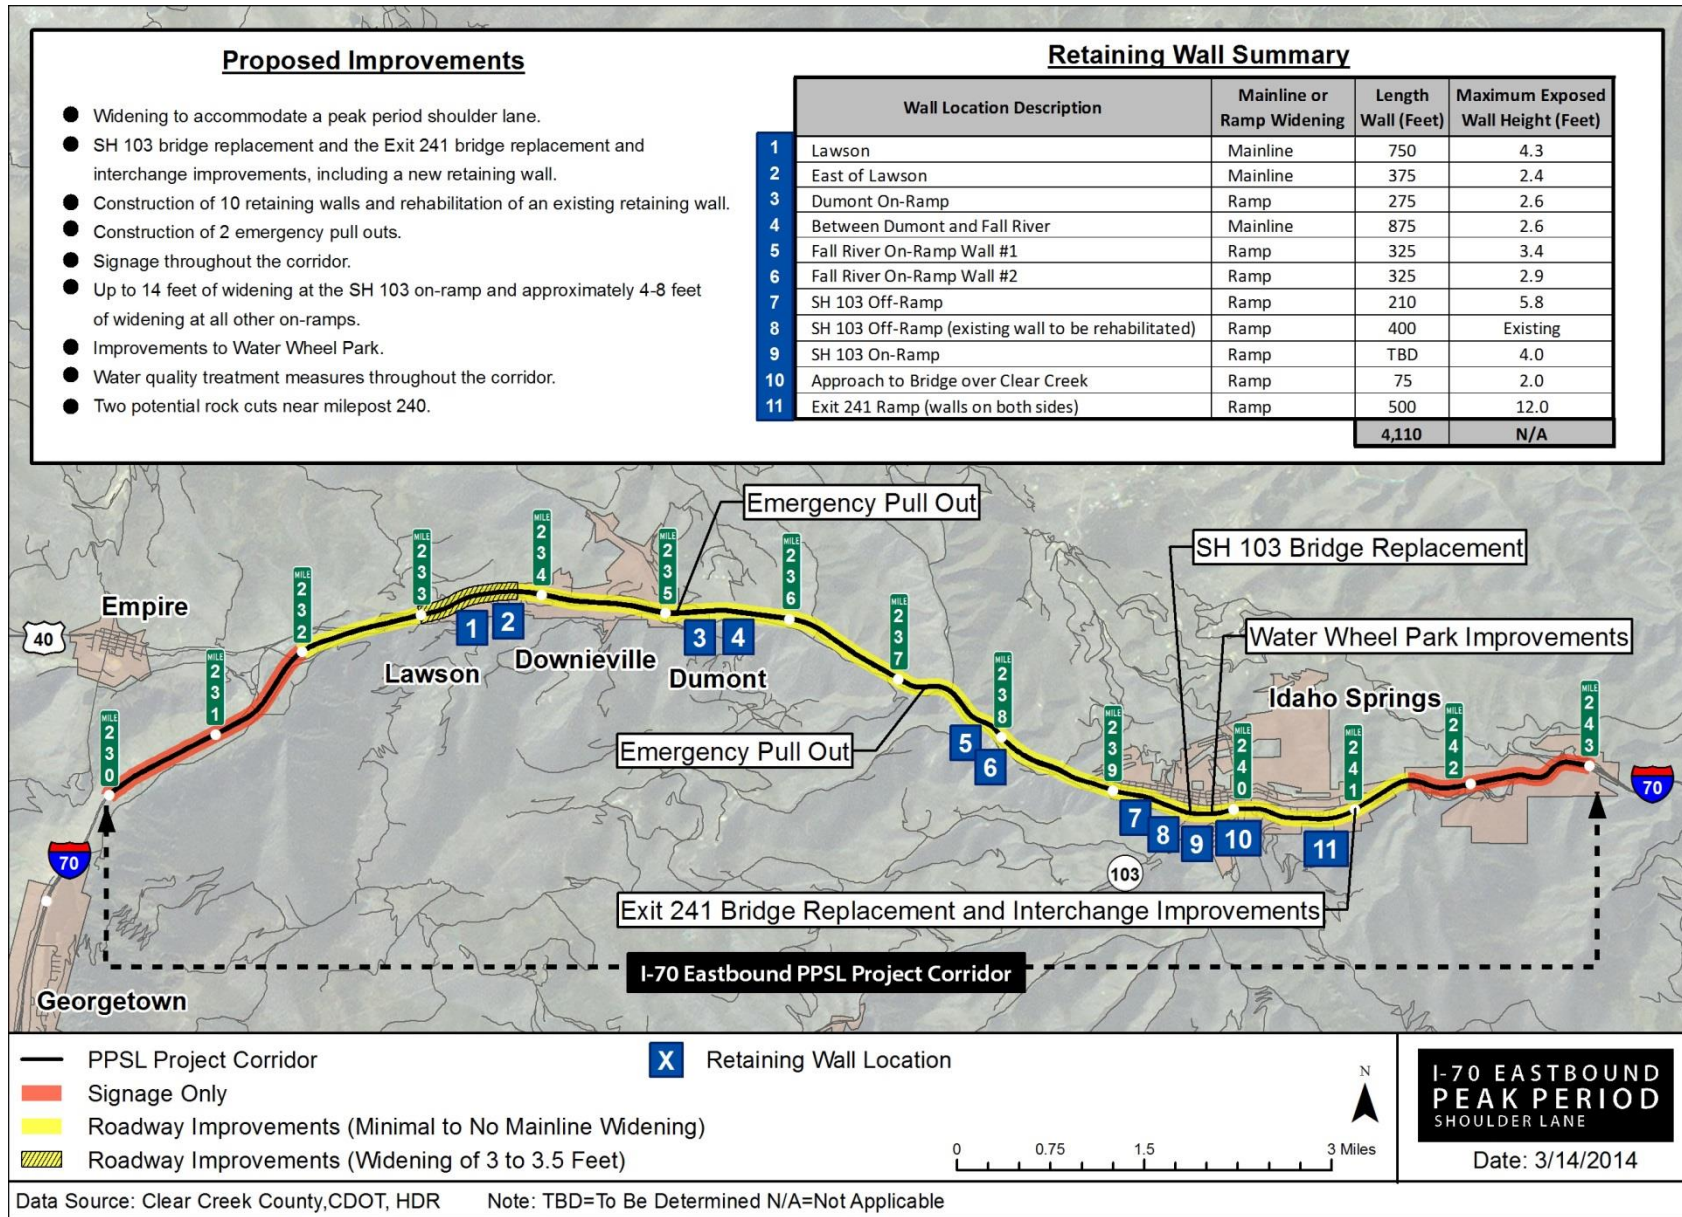 Proposed Improvements
● Widening to accommodate a peak period shoulder lane.
● SH 103 bridge replacement and the Exit 241 bridge replacement and
interchange improvements, including a new retaining wall.
● Construction of 10 retaining walls and rehabilitation of an existing retaining wall.
● Construction of 2 emergency pull outs.
● Signage throughout the corridor.
● Up to 14 feet of widening at the SH 103 on-ramp and approximately 4-8 feet
of widening at all other on-ramps.
● Improvements to Water Wheel Park.
● Water quality treatment measures throughout the corridor.
● Two potential rock cuts near milepost 240.
Retaining Wall Summary
Wall Location Description
Mainline or
Ramp Widening
Length
Wall (Feet)
Maximum Exposed
Wall Height (Feet)
1 Lawson Mainline 750 4.3
2 East of Lawson Mainline 375 2.4
3 Dumont On-Ramp Ramp 275 2.6
4 Between Dumont and Fall River Mainline 875 2.6
5 Fall River On-Ramp Wall #1 Ramp 325 3.4
6 Fall River On-Ramp Wall #2 Ramp 325 2.9
7 SH 103 Off-Ramp Ramp 210 5.8
8 SH 103 Off-Ramp (existing wall to be rehabilitated) Ramp 400 Existing
9 SH 103 On-Ramp Ramp TBD 4.0
10 Approach to Bridge over Clear Creek Ramp 75 2.0
11 Exit 241 Ramp (walls on both sides) Ramp 500 12.0
4,110 N/A
Emergency Pull Out
SH 103 Bridge Replacement
Water Wheel Park Improvements
Emergency Pull Out
Exit 241 Bridge Replacement and Interchange Improvements
Empire
40
Lawson
Downieville
Dumont
Idaho Springs
Georgetown
MILE 230
MILE 231
MILE 232
MILE 233
MILE 234
MILE 235
MILE 236
MILE 237
MILE 238
MILE 239
MILE 240
MILE 241
MILE 242
MILE 243
1
2
3
4
5
6
7
8
9
10
11
70
70
103
I-70 Eastbound PPSL Project Corridor
PPSL Project Corridor
Signage Only
Roadway Improvements (Minimal to No Mainline Widening)
Roadway Improvements (Widening of 3 to 3.5 Feet)
X Retaining Wall Location
N
0 0.75 1.5 3 Miles
I-70 EASTBOUND
PEAK PERIOD
SHOULDER LANE
Date: 3/14/2014
Data Source: Clear Creek County,CDOT, HDR Note: TBD=To Be Determined N/A=Not Applicable